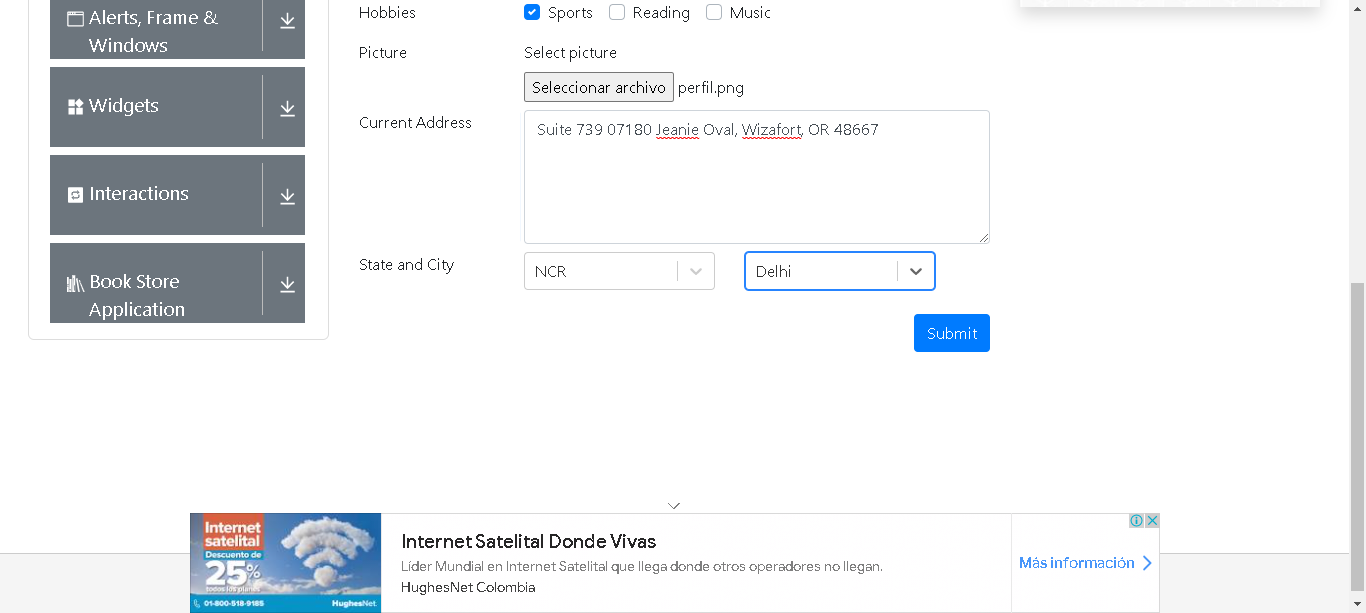 Alerts, Frame &
Windows
Widgets
Interactions
Book Store
Application
Hobbies
Sports Reading Music
Picture
Select picture
Seleccionar archivo perfil.png
Current Address
Suite 739 07180 Jeanie Oval, Wizafort, OR 48667
State and City
NCR
Delhi
Submit
Internet
satelital
Descuento de
25%
todos los planes
01-800-518-9185
HughesNet.
Internet Satelital Donde Vivas
Líder Mundial en Internet Satelital que llega donde otros operadores no llegan.
HughesNet Colombia
Más información